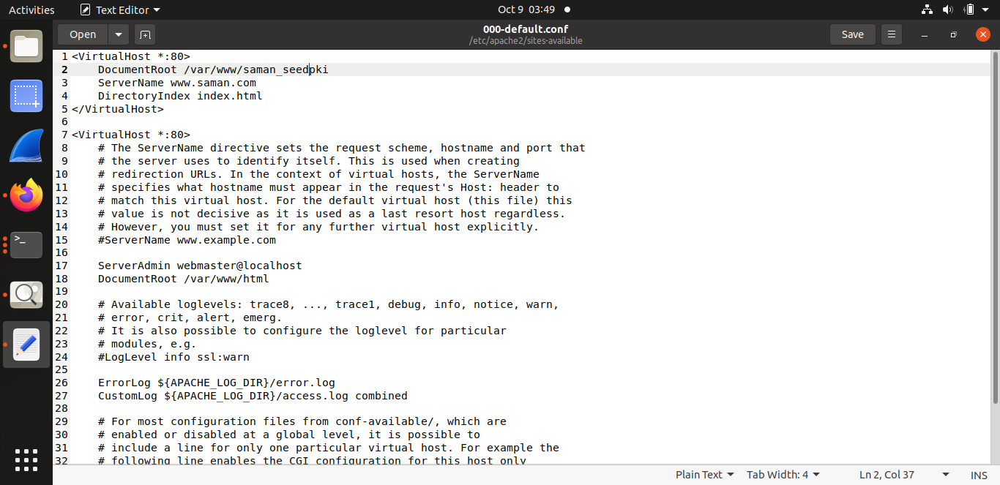 Activities Text Editor Oct 9 03:49
Open 000-default.conf Save
/etc/apache2/sites-available
1 <VirtualHost *:80>
2     DocumentRoot /var/www/saman_seedpki
3     ServerName www.saman.com
4     DirectoryIndex index.html
5 </VirtualHost>
6
7 <VirtualHost *:80>
8     # The ServerName directive sets the request scheme, hostname and port that
9     # the server uses to identify itself. This is used when creating
10     # redirection URLs. In the context of virtual hosts, the ServerName
11     # specifies what hostname must appear in the request's Host: header to
12     # match this virtual host. For the default virtual host (this file) this
13     # value is not decisive as it is used as a last resort host regardless.
14     # However, you must set it for any further virtual host explicitly.
15     #ServerName www.example.com
16
17     ServerAdmin webmaster@localhost
18     DocumentRoot /var/www/html
19
20     # Available loglevels: trace8, ..., trace1, debug, info, notice, warn,
21     # error, crit, alert, emerg.
22     # It is also possible to configure the loglevel for particular
23     # modules, e.g.
24     #LogLevel info ssl:warn
25
26     ErrorLog ${APACHE_LOG_DIR}/error.log
27     CustomLog ${APACHE_LOG_DIR}/access.log combined
28
29     # For most configuration files from conf-available/, which are
30     # enabled or disabled at a global level, it is possible to
31     # include a line for only one particular virtual host. For example the
32     # following line enables the CGI configuration for this host only
Plain Text Tab Width: 4 Ln 2, Col 37 INS